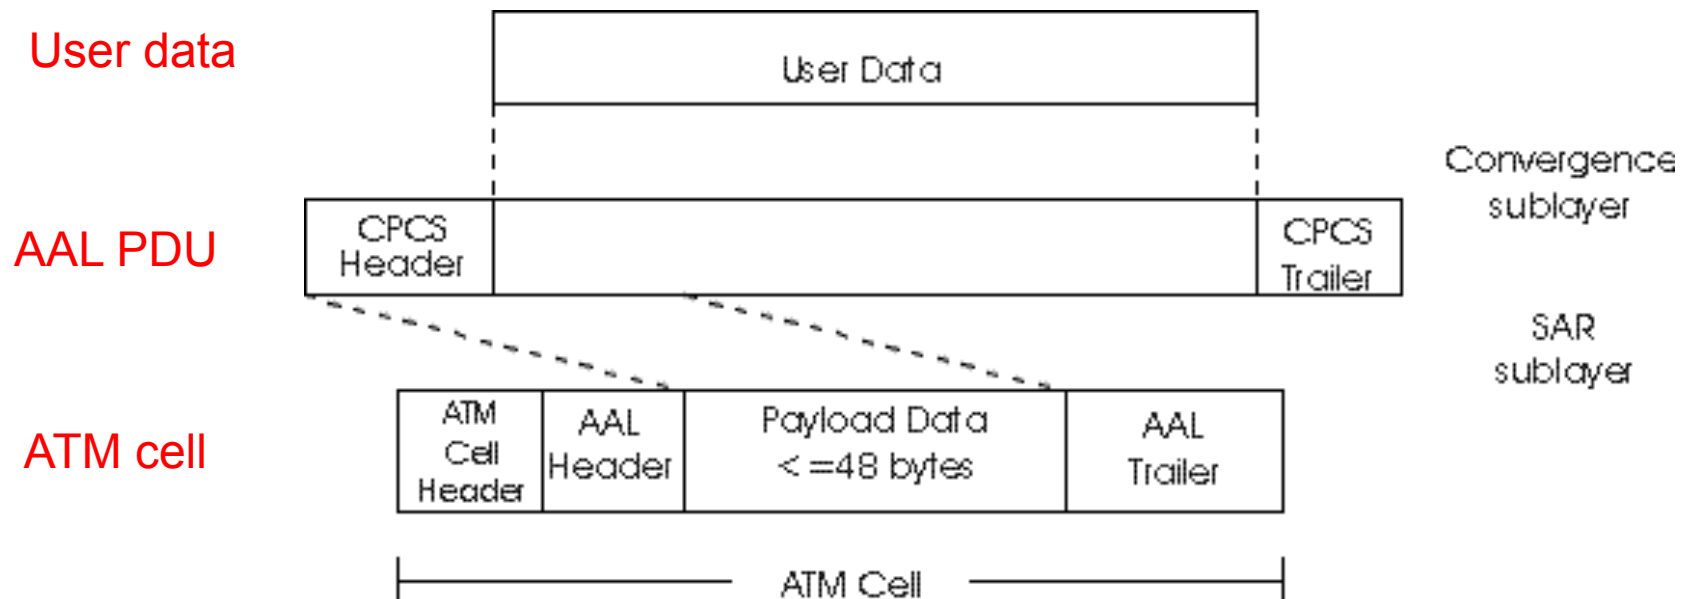 User data
User Data
Convergence
sublayer
AAL PDU
CPCS
Header
CPCS
Trailer
SAR
sublayer
ATM cell
ATM
Cell
Header
AAL
Header
Payload Data
< =48 bytes
AAL
Trailer
ATM Cell